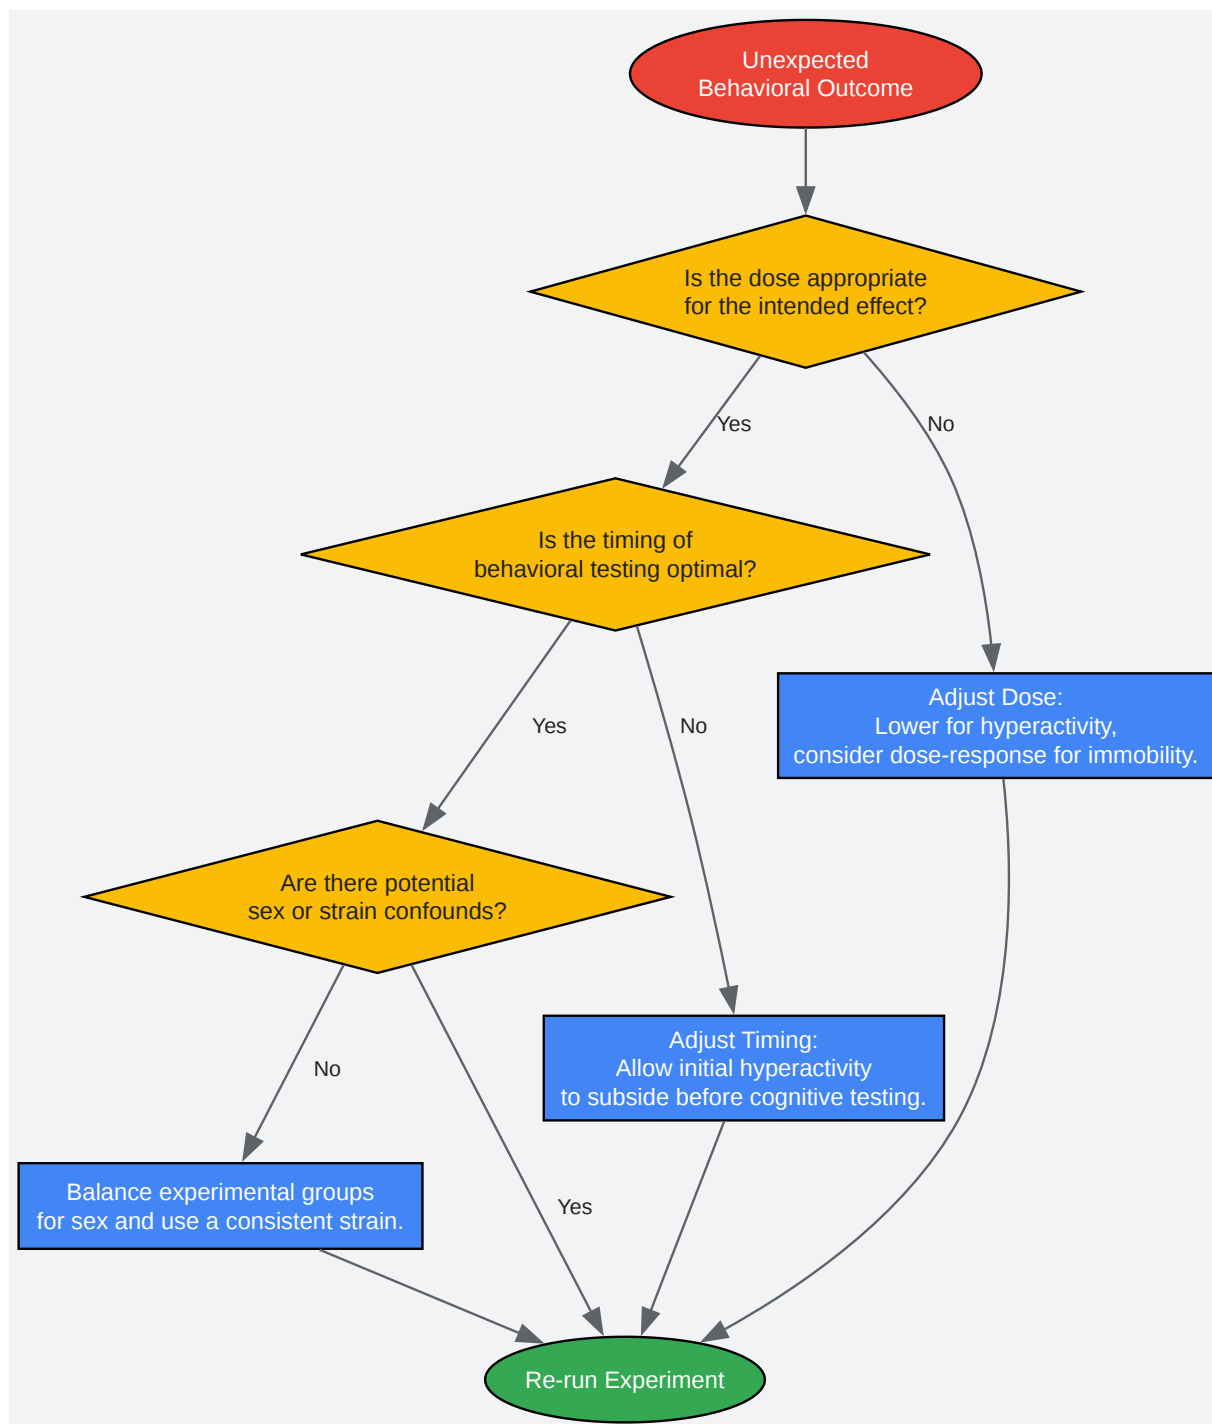 Unexpected
Behavioral Outcome
Is the dose appropriate
for the intended effect?
Yes
No
Is the timing of
behavioral testing optimal?
Yes
No
Adjust Dose:
Lower for hyperactivity,
consider dose-response for immobility.
Are there potential
sex or strain confounds?
No
Yes
Adjust Timing:
Allow initial hyperactivity
to subside before cognitive testing.
Balance experimental groups
for sex and use a consistent strain.
Re-run Experiment